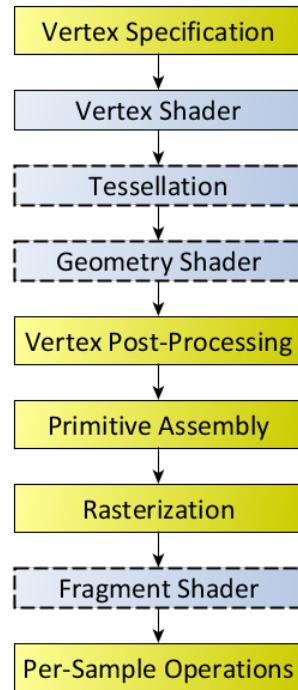 Vertex Specification
Vertex Shader
Tessellation
Geometry Shader
Vertex Post-Processing
Primitive Assembly
Rasterization
Fragment Shader
Per-Sample Operations